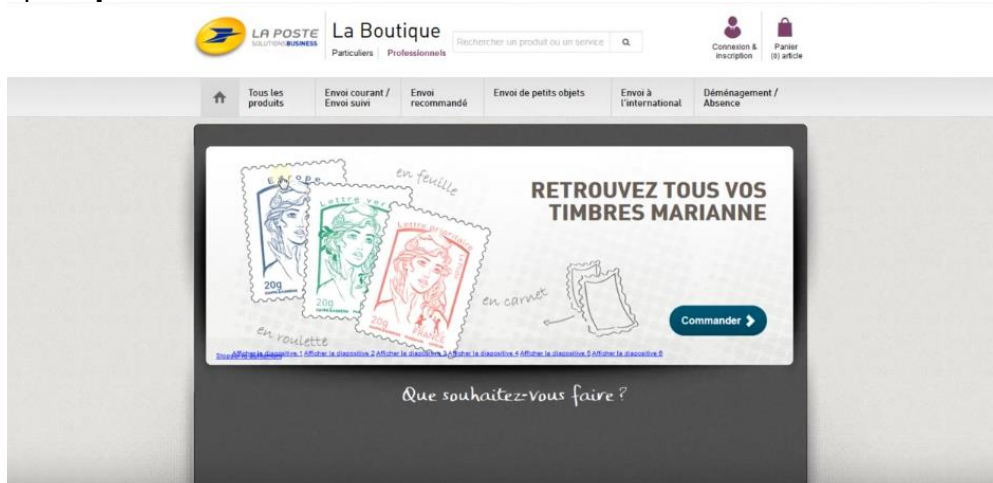 LA POSTE
SOLUTIONS BUSINESS
La Boutique
Particuliers
Professionnels
Rechercher un produit ou un service
Connexion &
inscription
Panier
(0) article
Tous les
produits
Envoi courant /
Envoi suivi
Envoi
recommandé
Envoi de petits objets
Envoi à
l'international
Déménagement /
Absence
Europe
20g
Lettre verte
20g
Lettre prioritaire
20g
FRANCE
en feuille
en carnet
en roulette
RETROUVEZ TOUS VOS
TIMBRES MARIANNE
Commander
Afficher la diapositive 1 Afficher la diapositive 2 Afficher la diapositive 3 Afficher la diapositive 4 Afficher la diapositive 5 Afficher la diapositive 6
Que souhaitez-vous faire ?